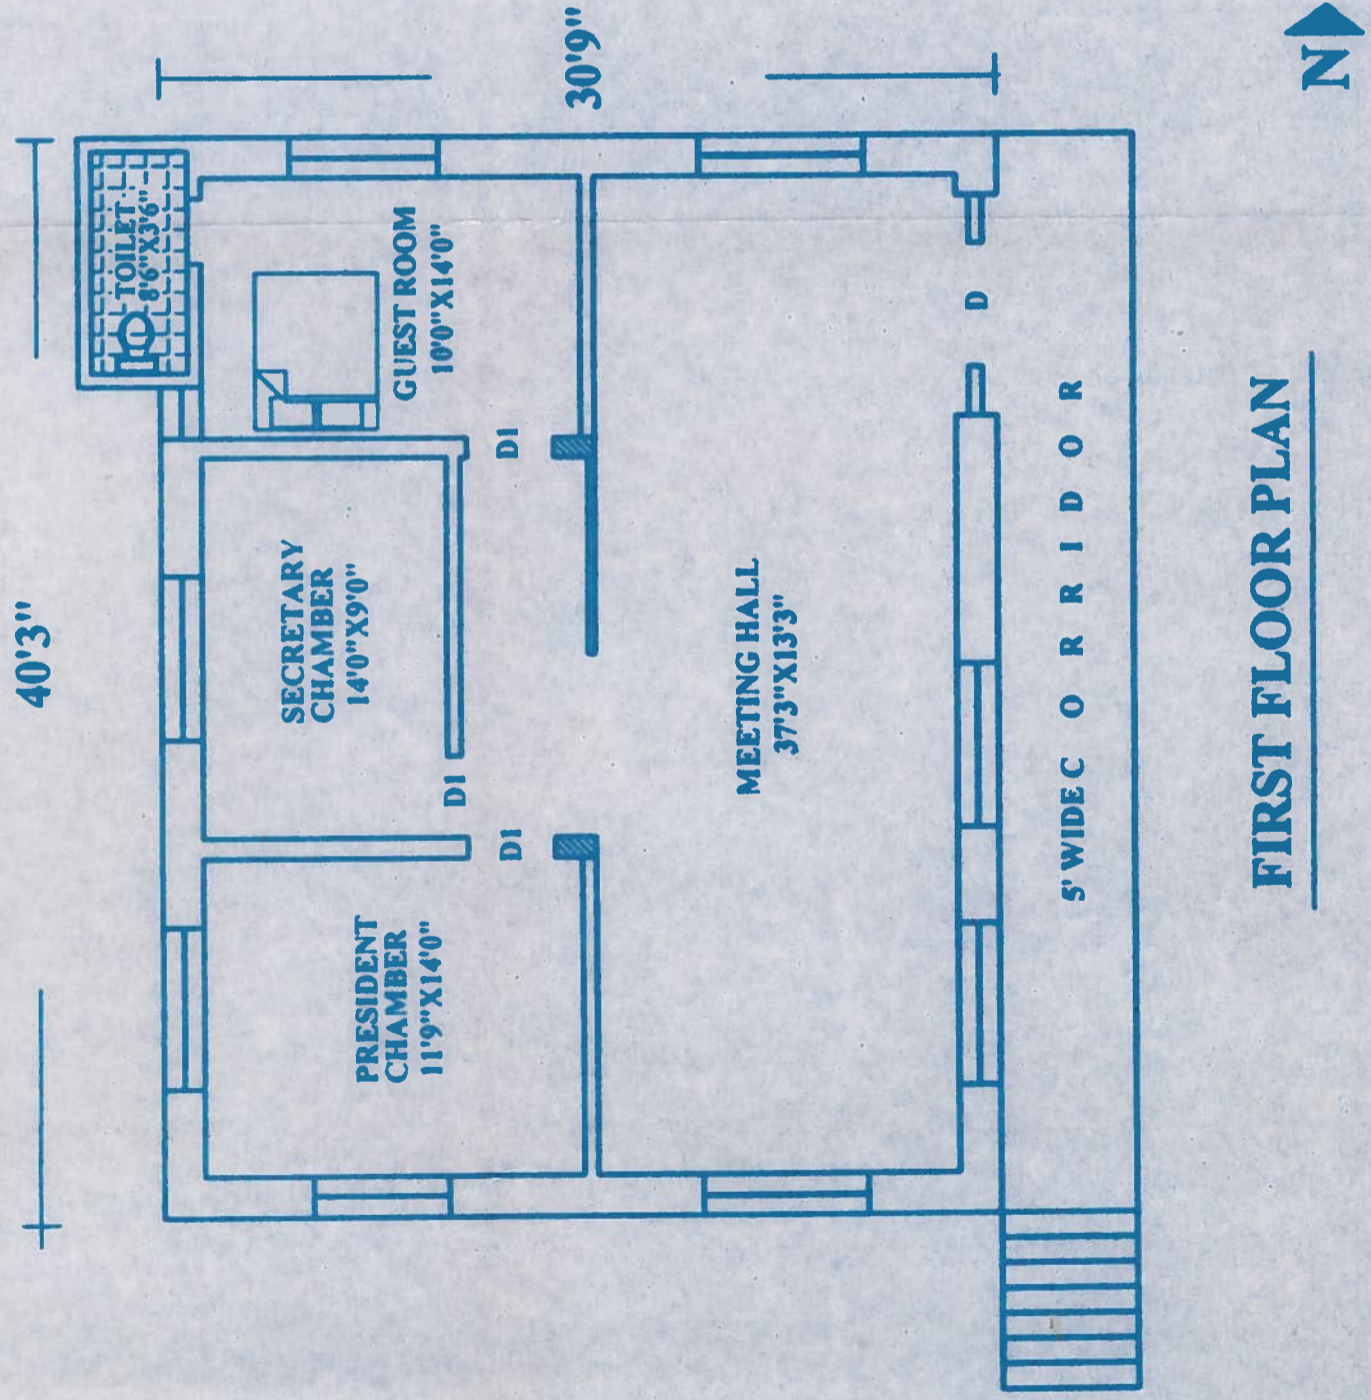 40'3"
30'9"
N
TOILET
8'6"X3'6"
GUEST ROOM
10'0"X14'0"
D1
SECRETARY
CHAMBER
14'0"X9'0"
D1
D1
PRESIDENT
CHAMBER
11'9"X14'0"
MEETING HALL
37'3"X13'3"
D
5' WIDE C O R R I D O R
FIRST FLOOR PLAN